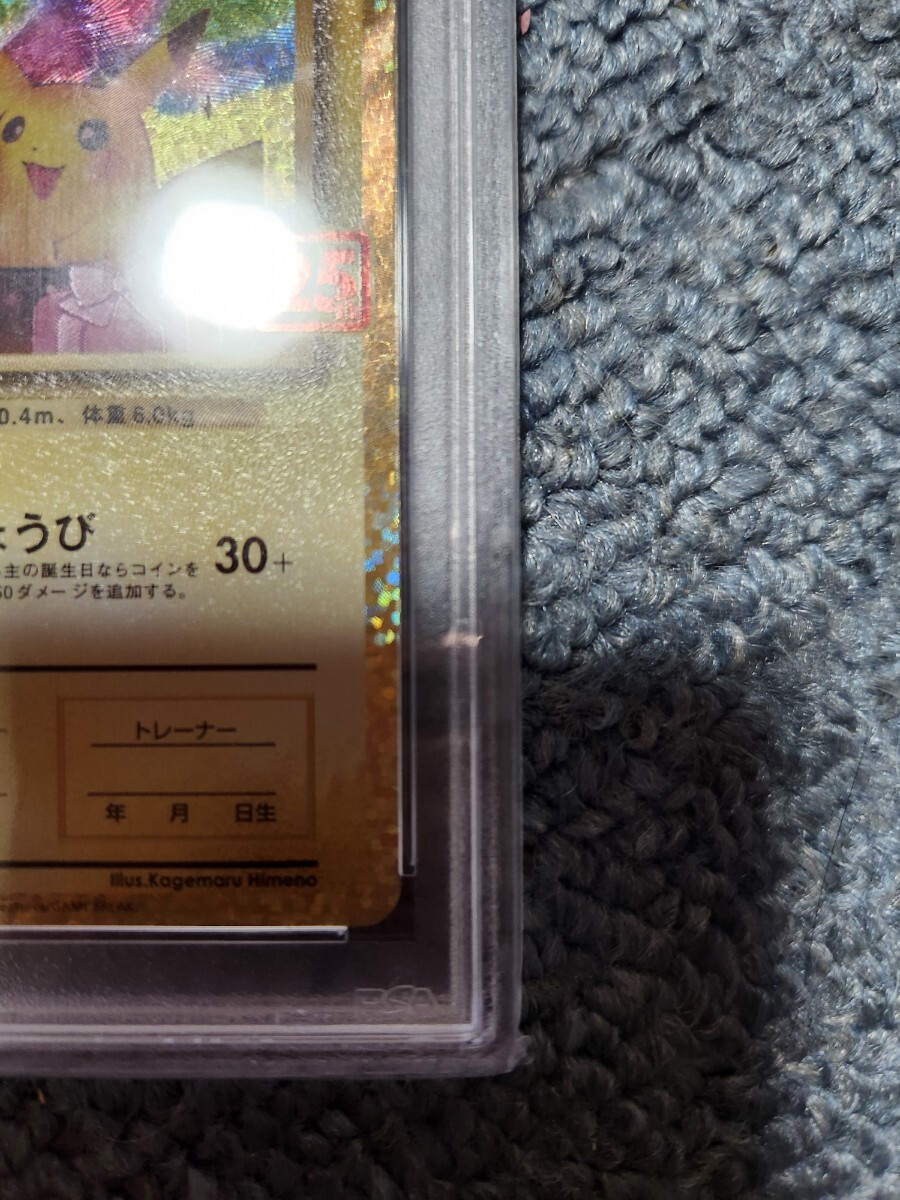 25
0.4m、体重6.0kg
ょうび
主の誕生日ならコインを
30+
50ダメージを追加する。
トレーナー
年 月 日生
Illus.Kagemaru Himeno
PSA